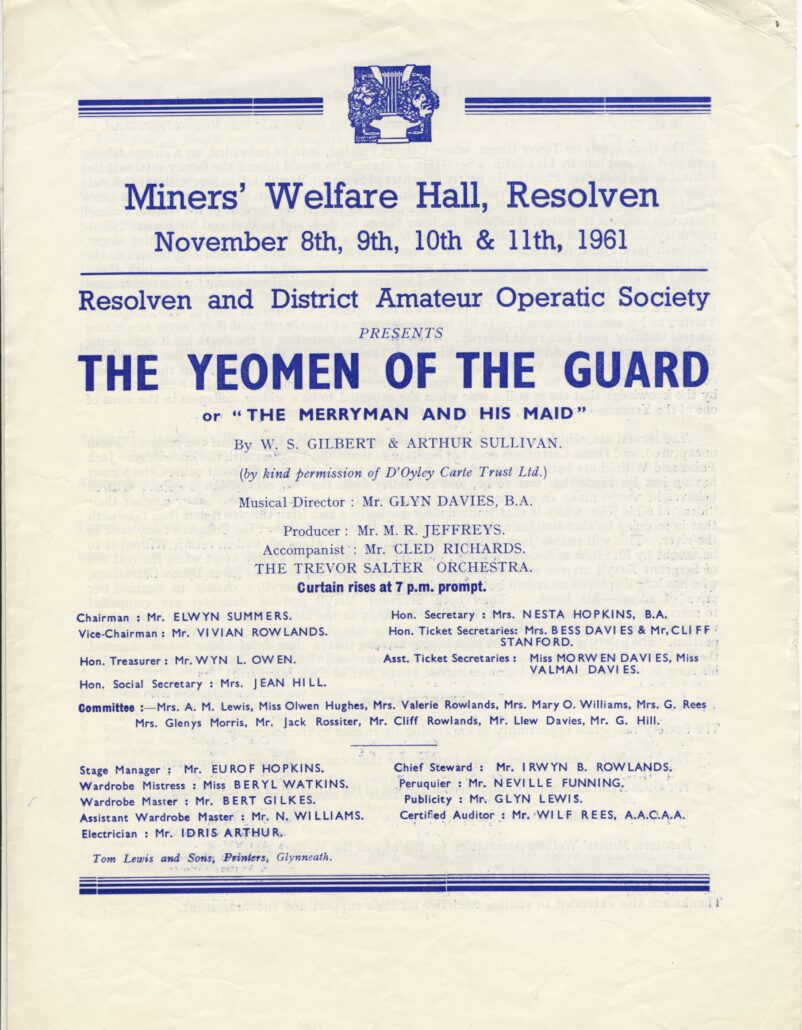 Miners' Welfare Hall, Resolven
November 8th, 9th, 10th & 11th, 1961
Resolven and District Amateur Operatic Society
PRESENTS
THE YEOMEN OF THE GUARD
or “ THE MERRYMAN AND HIS MAID ”
By W. S. GILBERT & ARTHUR SULLIVAN.
(by kind permission of D'Oyley Carte Trust Ltd.)
Musical Director : Mr. GLYN DAVIES, B.A.
Producer : Mr. M. R. JEFFREYS.
Accompanist : Mr. CLED RICHARDS.
THE TREVOR SALTER ORCHESTRA.
Curtain rises at 7 p.m. prompt.
Chairman : Mr. ELWYN SUMMERS.
Vice-Chairman : Mr. VIVIAN ROWLANDS.
Hon. Treasurer : Mr. WYN L. OWEN.
Hon. Social Secretary : Mrs. JEAN HILL.
Hon. Secretary : Mrs. NESTA HOPKINS, B.A.
Hon. Ticket Secretaries: Mrs. BESS DAVIES & Mr. CLIFF
STANFORD.
Asst. Ticket Secretaries : Miss MORWEN DAVIES, Miss
VALMAI DAVIES.
Committee :—Mrs. A. M. Lewis, Miss Olwen Hughes, Mrs. Valerie Rowlands, Mrs. Mary O. Williams, Mrs. G. Rees
Mrs. Glenys Morris, Mr. Jack Rossiter, Mr. Cliff Rowlands, Mr. Llew Davies, Mr. G. Hill.
Stage Manager : Mr. EUROF HOPKINS.
Wardrobe Mistress : Miss BERYL WATKINS.
Wardrobe Master : Mr. BERT GILKES.
Assistant Wardrobe Master : Mr. N. WILLIAMS.
Electrician : Mr. IDRIS ARTHUR.
Chief Steward : Mr. IRWYN B. ROWLANDS.
Peruquier : Mr. NEVILLE FUNNING.
Publicity : Mr. GLYN LEWIS.
Certified Auditor : Mr. WILF REES, A.A.C.A.A.
Tom Lewis and Sons, Printers, Glynneath.